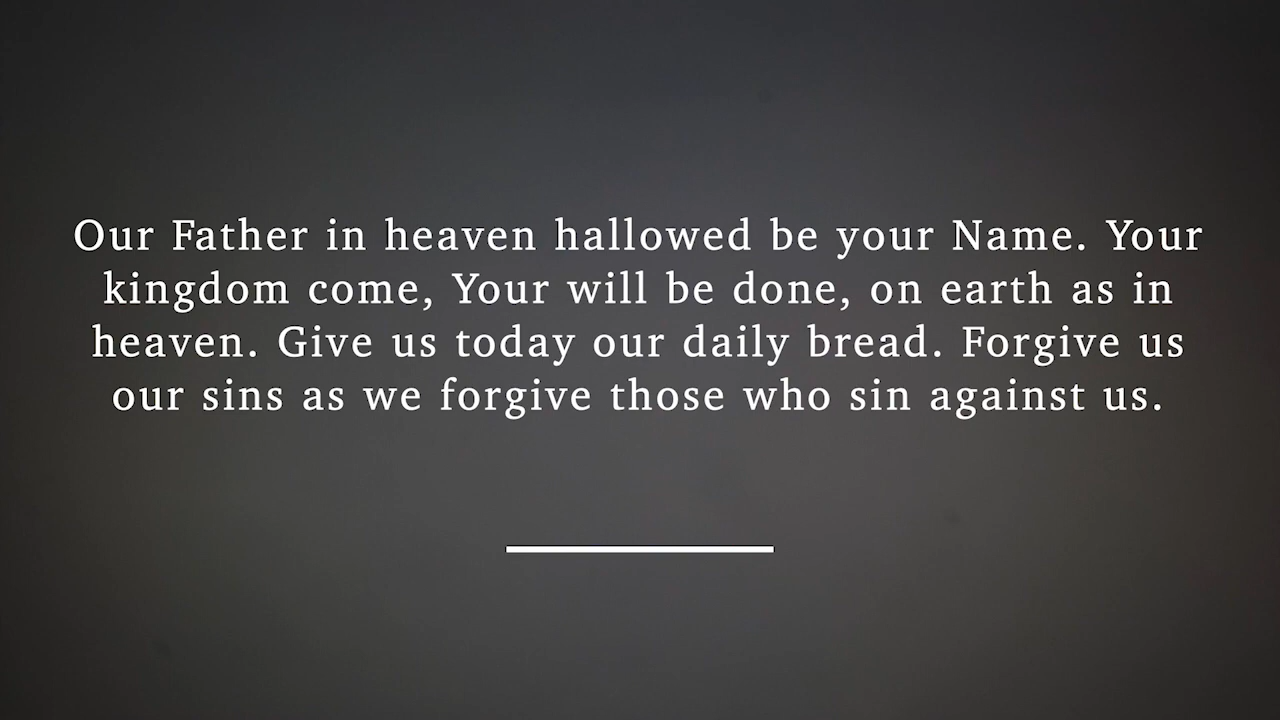 Our Father in heaven hallowed be your Name. Your
kingdom come, Your will be done, on earth as in
heaven. Give us today our daily bread. Forgive us
our sins as we forgive those who sin against us.